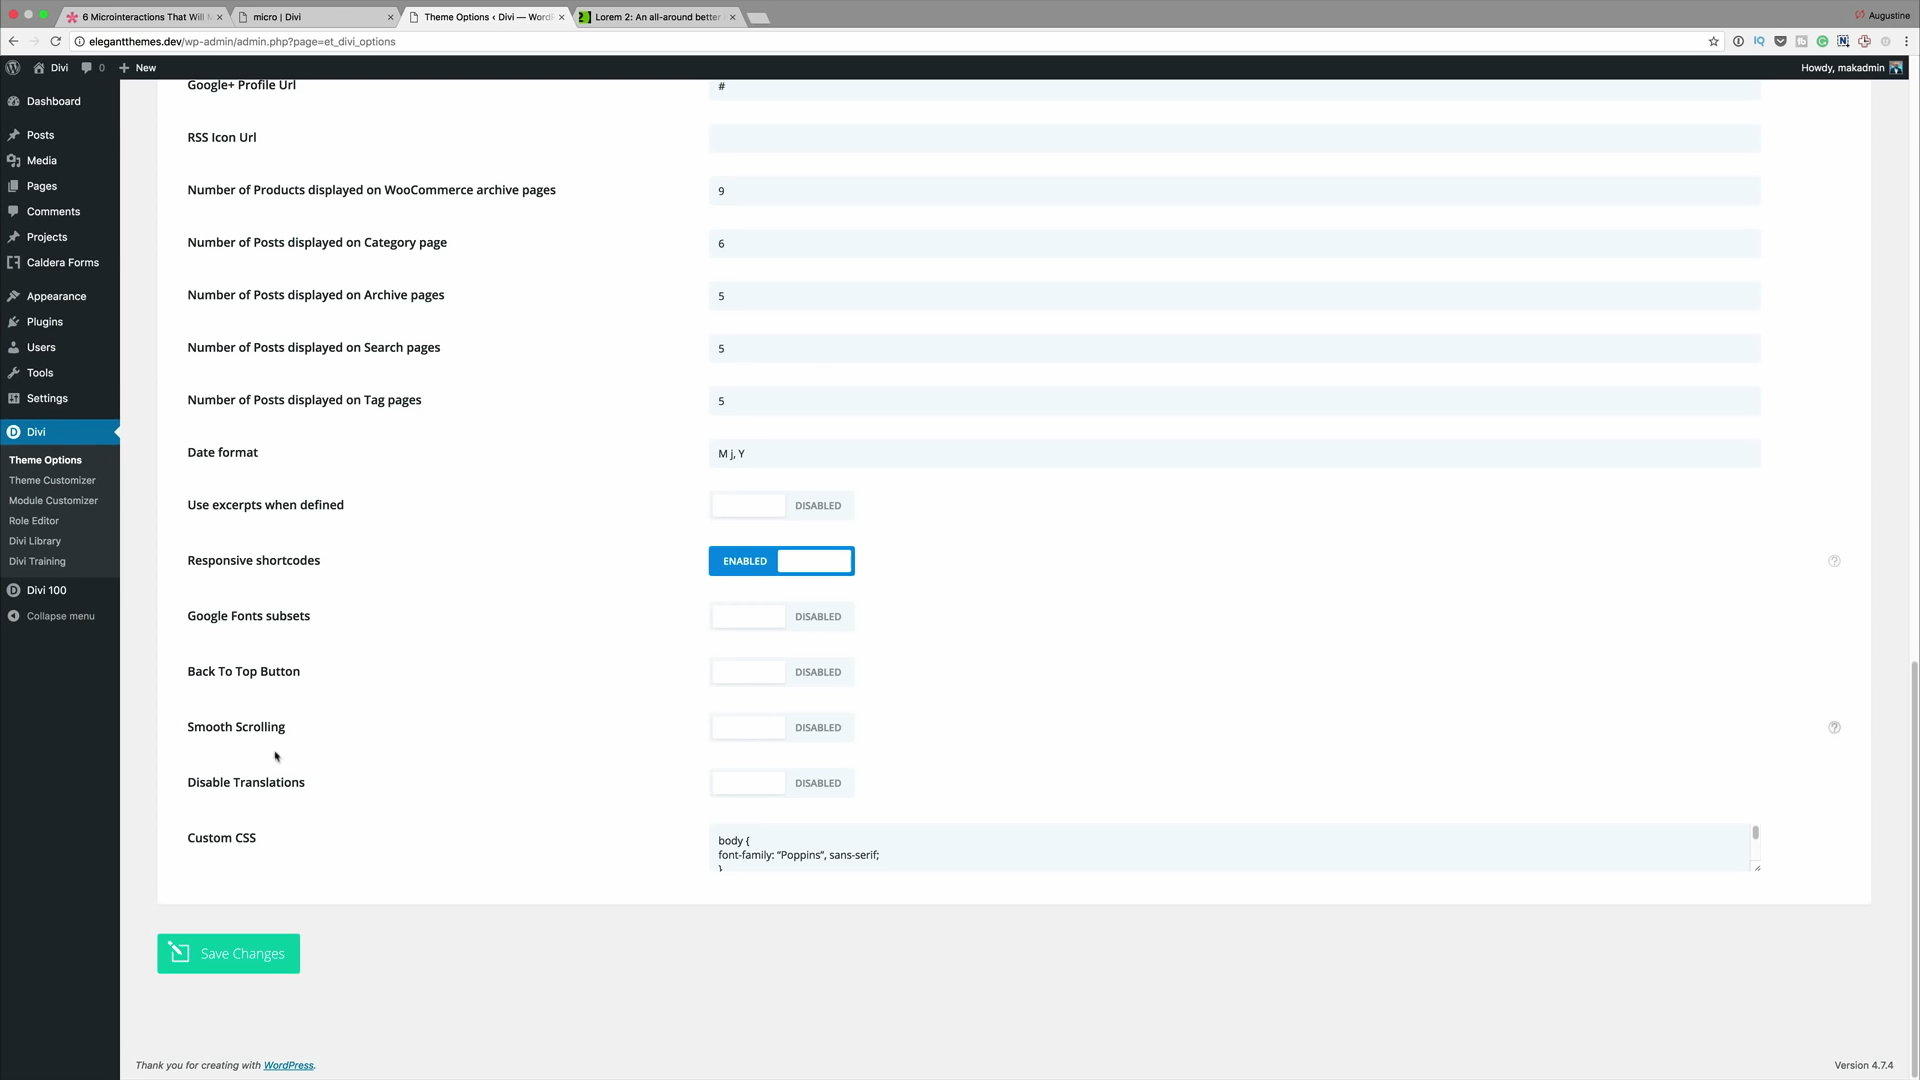 6 Microinteractions That Will M
micro | Divi
Theme Options ‹ Divi — WordP
Lorem 2: An all-around better
Augustine
elegantthemes.dev/wp-admin/admin.php?page=et_divi_options
Divi
0
New
Howdy, makadmin
Dashboard
Posts
Media
Pages
Comments
Projects
Caldera Forms
Appearance
Plugins
Users
Tools
Settings
Divi
Theme Options
Theme Customizer
Module Customizer
Role Editor
Divi Library
Divi Training
Divi 100
Collapse menu
Google+ Profile Url
#
RSS Icon Url
Number of Products displayed on WooCommerce archive pages
9
Number of Posts displayed on Category page
6
Number of Posts displayed on Archive pages
5
Number of Posts displayed on Search pages
5
Number of Posts displayed on Tag pages
5
Date format
M j, Y
Use excerpts when defined
DISABLED
Responsive shortcodes
ENABLED
Google Fonts subsets
DISABLED
Back To Top Button
DISABLED
Smooth Scrolling
DISABLED
Disable Translations
DISABLED
Custom CSS
body {
font-family: “Poppins”, sans-serif;
}
Save Changes
Thank you for creating with WordPress.
Version 4.7.4